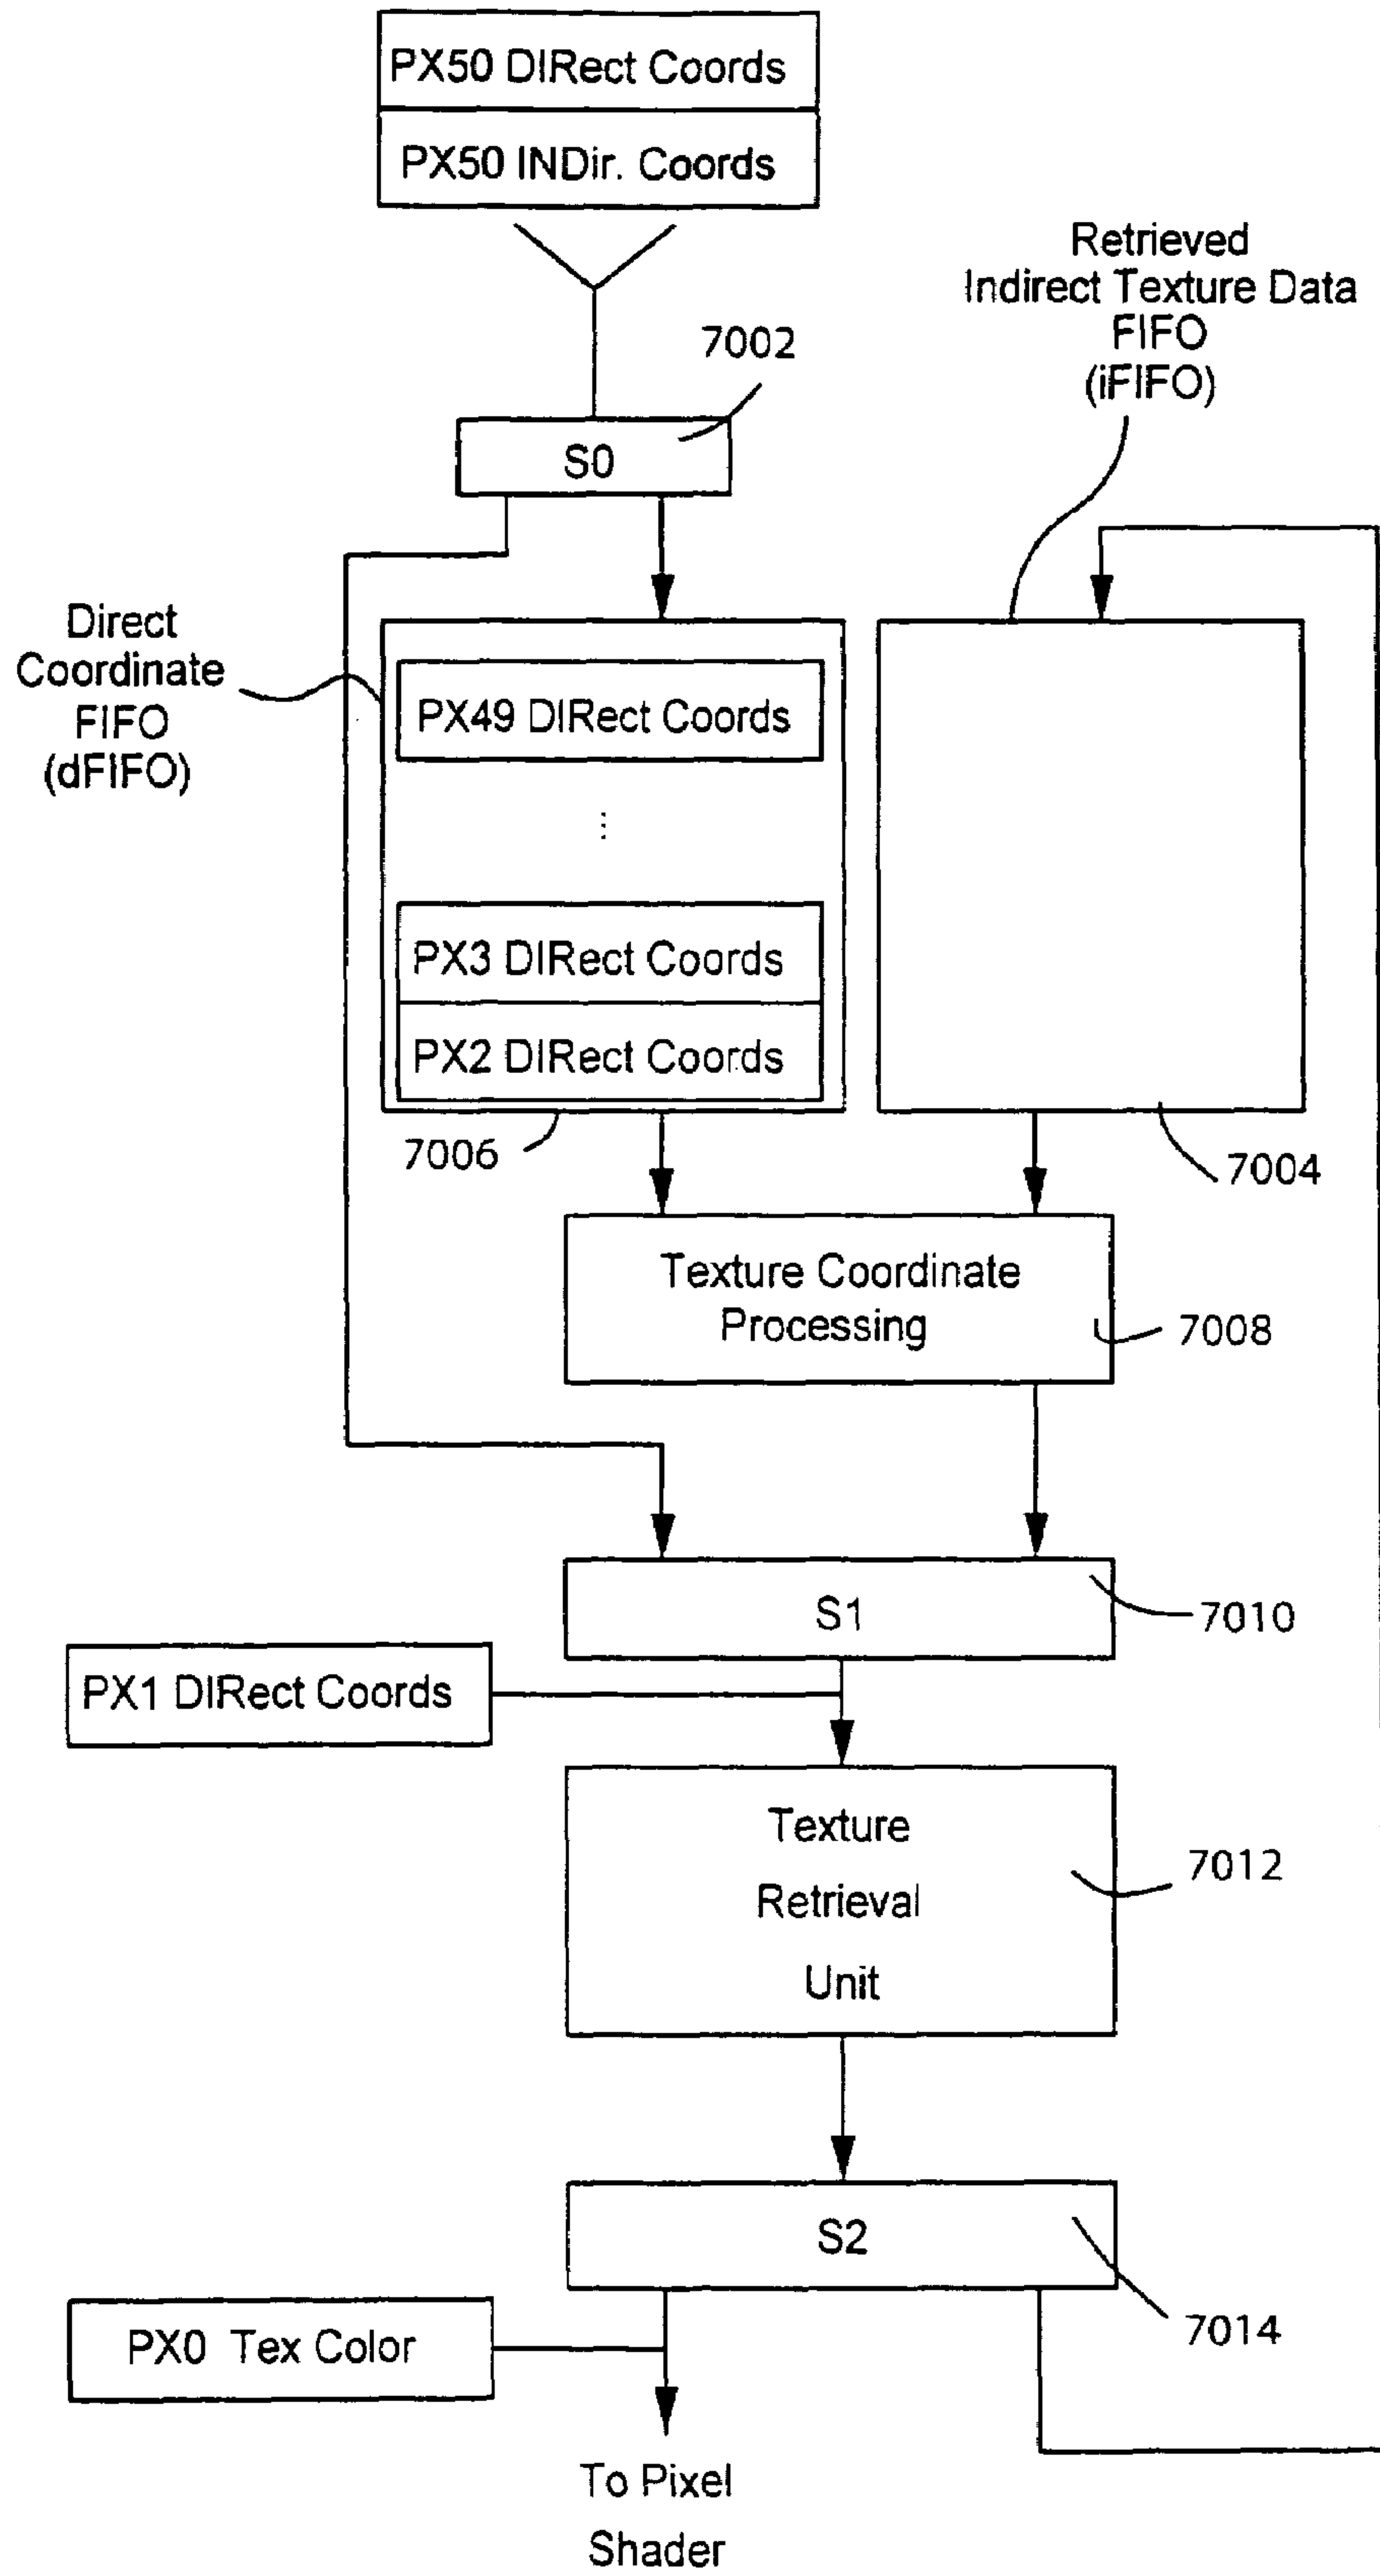 PX50 DIRect Coords
PX50 INDir. Coords
Retrieved
Indirect Texture Data
FIFO
(iFIFO)
7002
S0
Direct
Coordinate
FIFO
(dFIFO)
PX49 DIRect Coords
...
PX3 DIRect Coords
PX2 DIRect Coords
7006
7004
Texture Coordinate
Processing
7008
S1
7010
PX1 DIRect Coords
Texture
Retrieval
Unit
7012
S2
7014
PX0 Tex Color
To Pixel
Shader